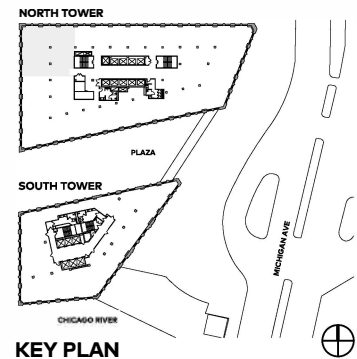 NORTH TOWER
PLAZA
SOUTH TOWER
MICHIGAN AVE
CHICAGO RIVER
KEY PLAN